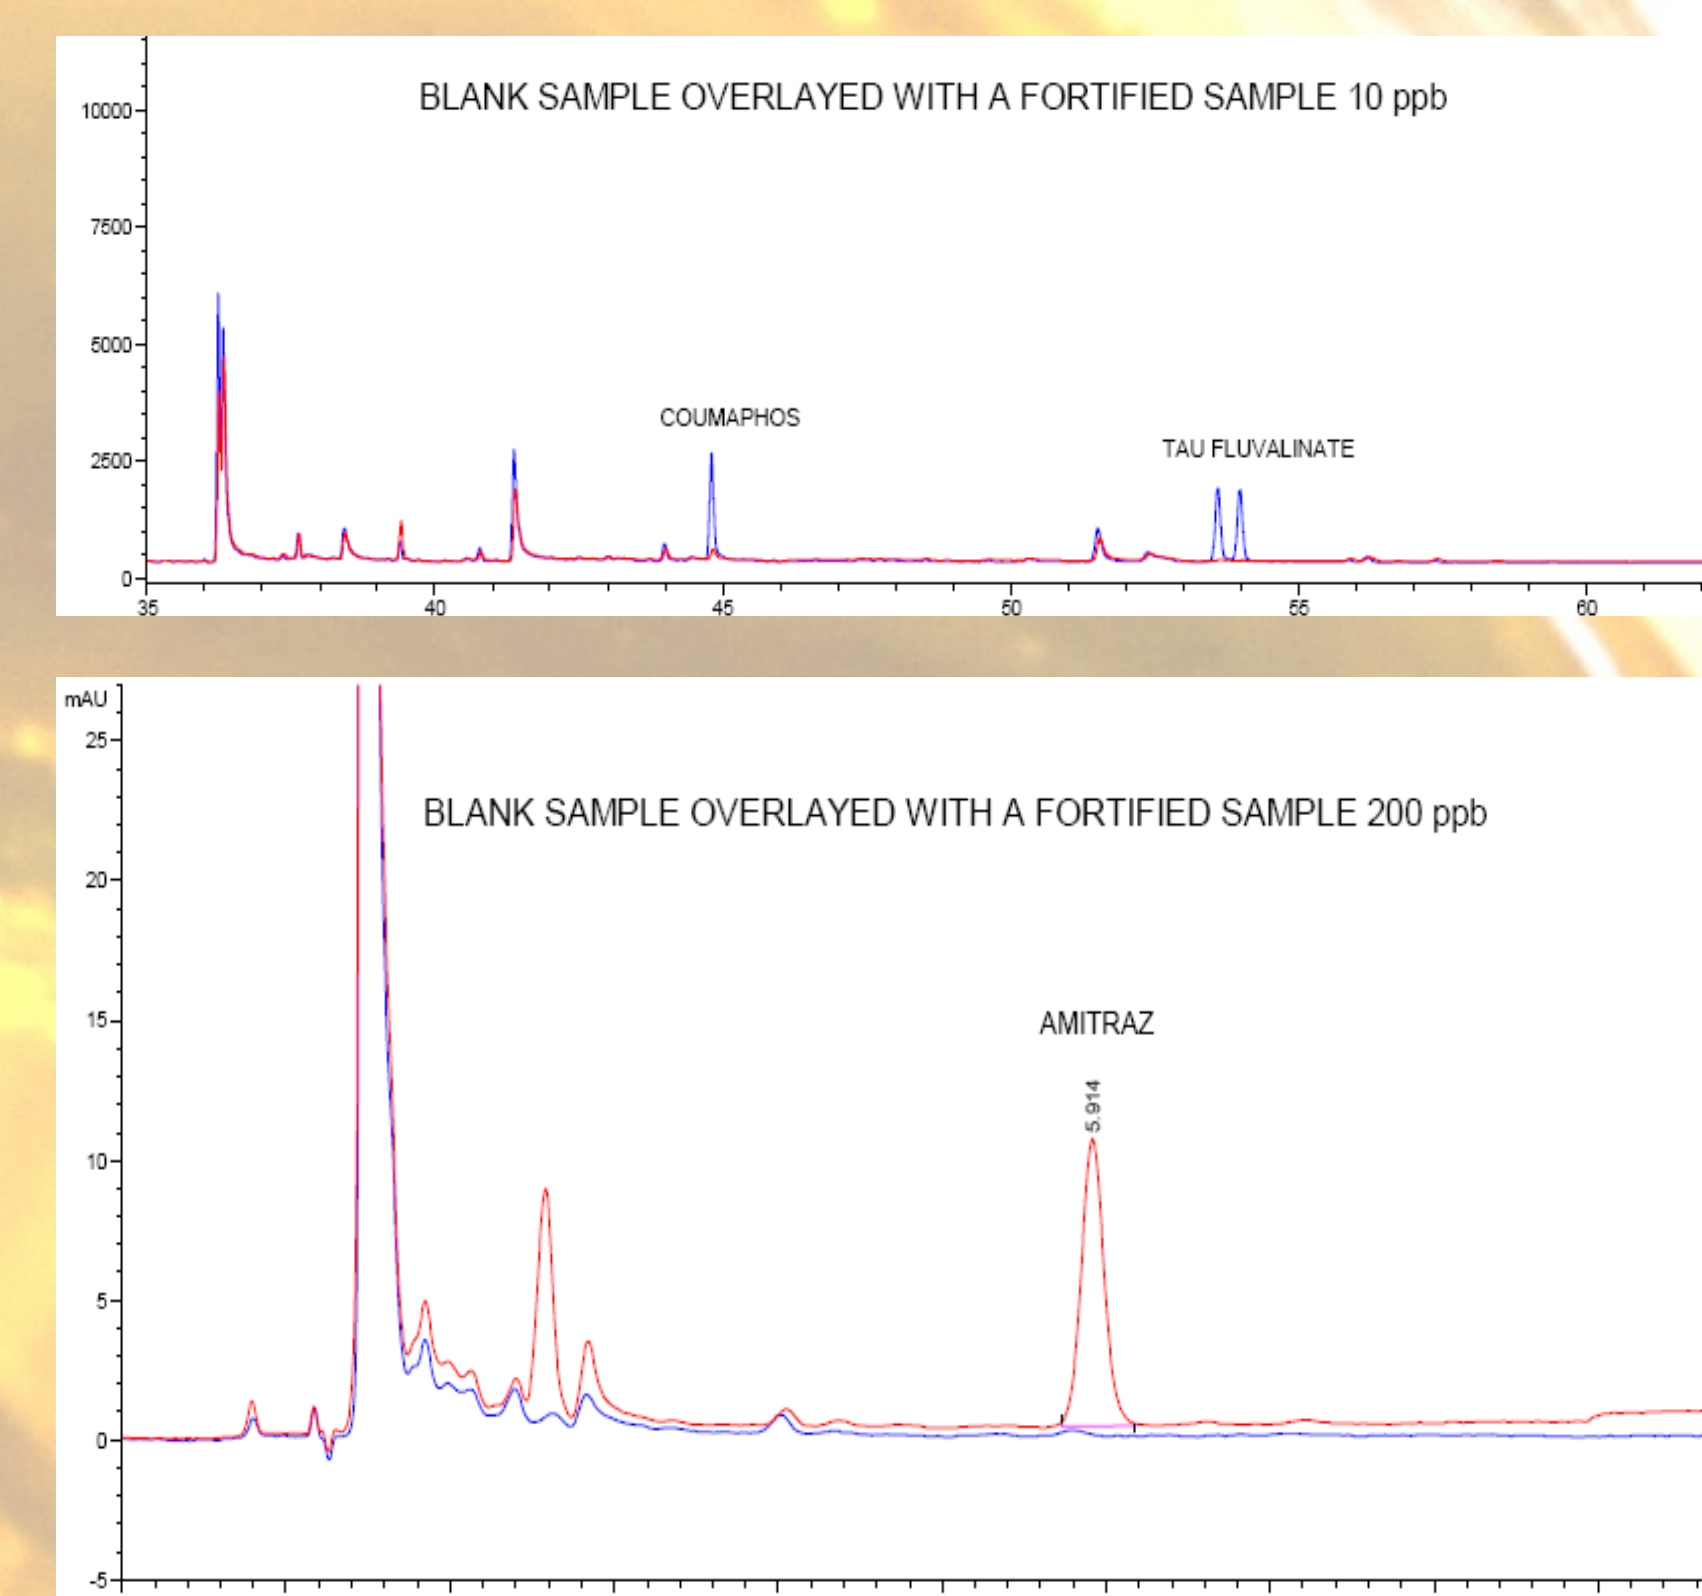 BLANK SAMPLE OVERLAYED WITH A FORTIFIED SAMPLE 10 ppb
10000
7500
5000
COUMAPHOS
TAU FLUVALINATE
2500
0
35 40 45 50 55 60
mAU
25
BLANK SAMPLE OVERLAYED WITH A FORTIFIED SAMPLE 200 ppb
20
15
AMITRAZ
5.914
10
5
0
-5